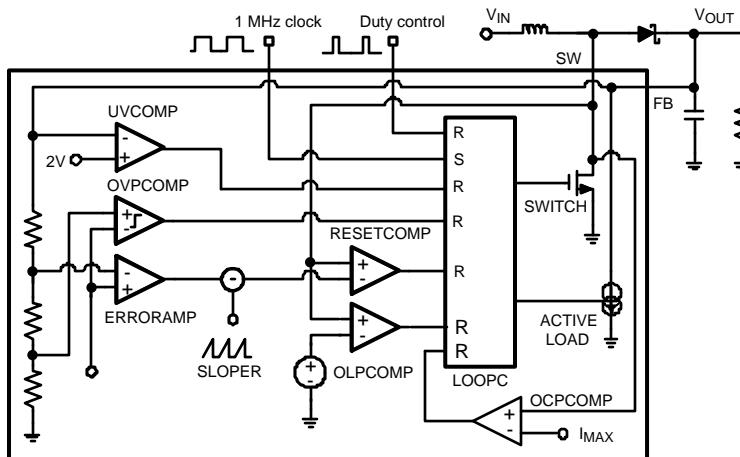 1 MHz clock
Duty control
VIN
VOUT
SW
FB
UVCOMP
-
+
2V
OVPCOMP
+
-
ERRORAMP
-
+
-
SLOPER
RESETCOMP
+
-
OLPCOMP
+
-
+
-
R
S
R
R
R
R
R
LOOPC
SWITCH
ACTIVE
LOAD
OCPCOMP
+
-
IMAX